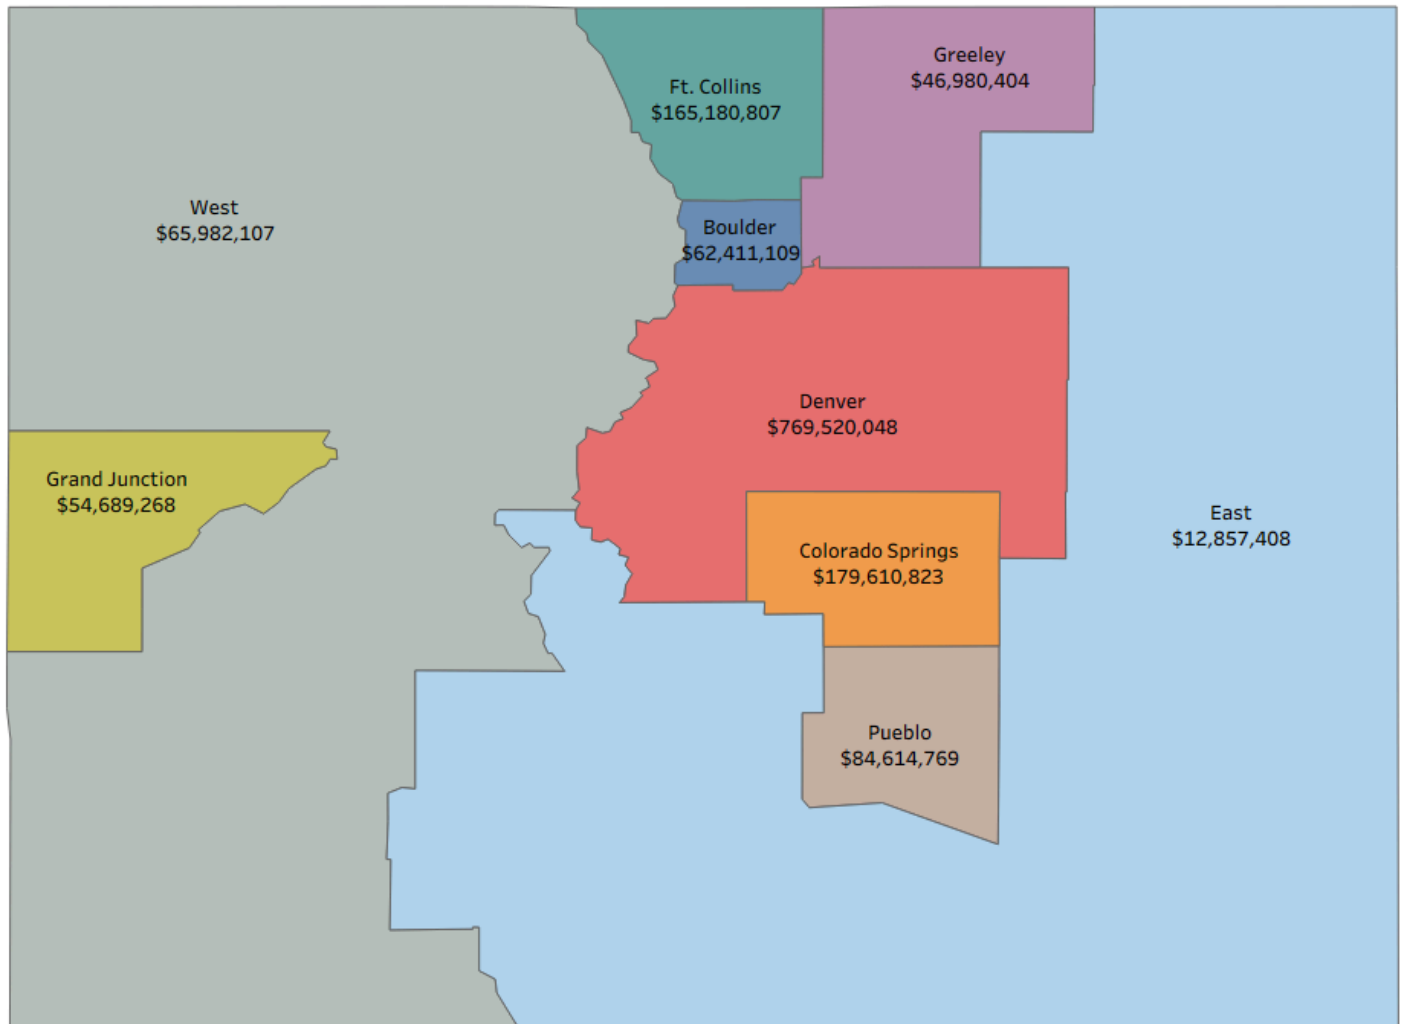 Greeley
$46,980,404
Ft. Collins
$165,180,807
West
$65,982,107
Boulder
$62,411,109
Denver
$769,520,048
Grand Junction
$54,689,268
East
$12,857,408
Colorado Springs
$179,610,823
Pueblo
$84,614,769